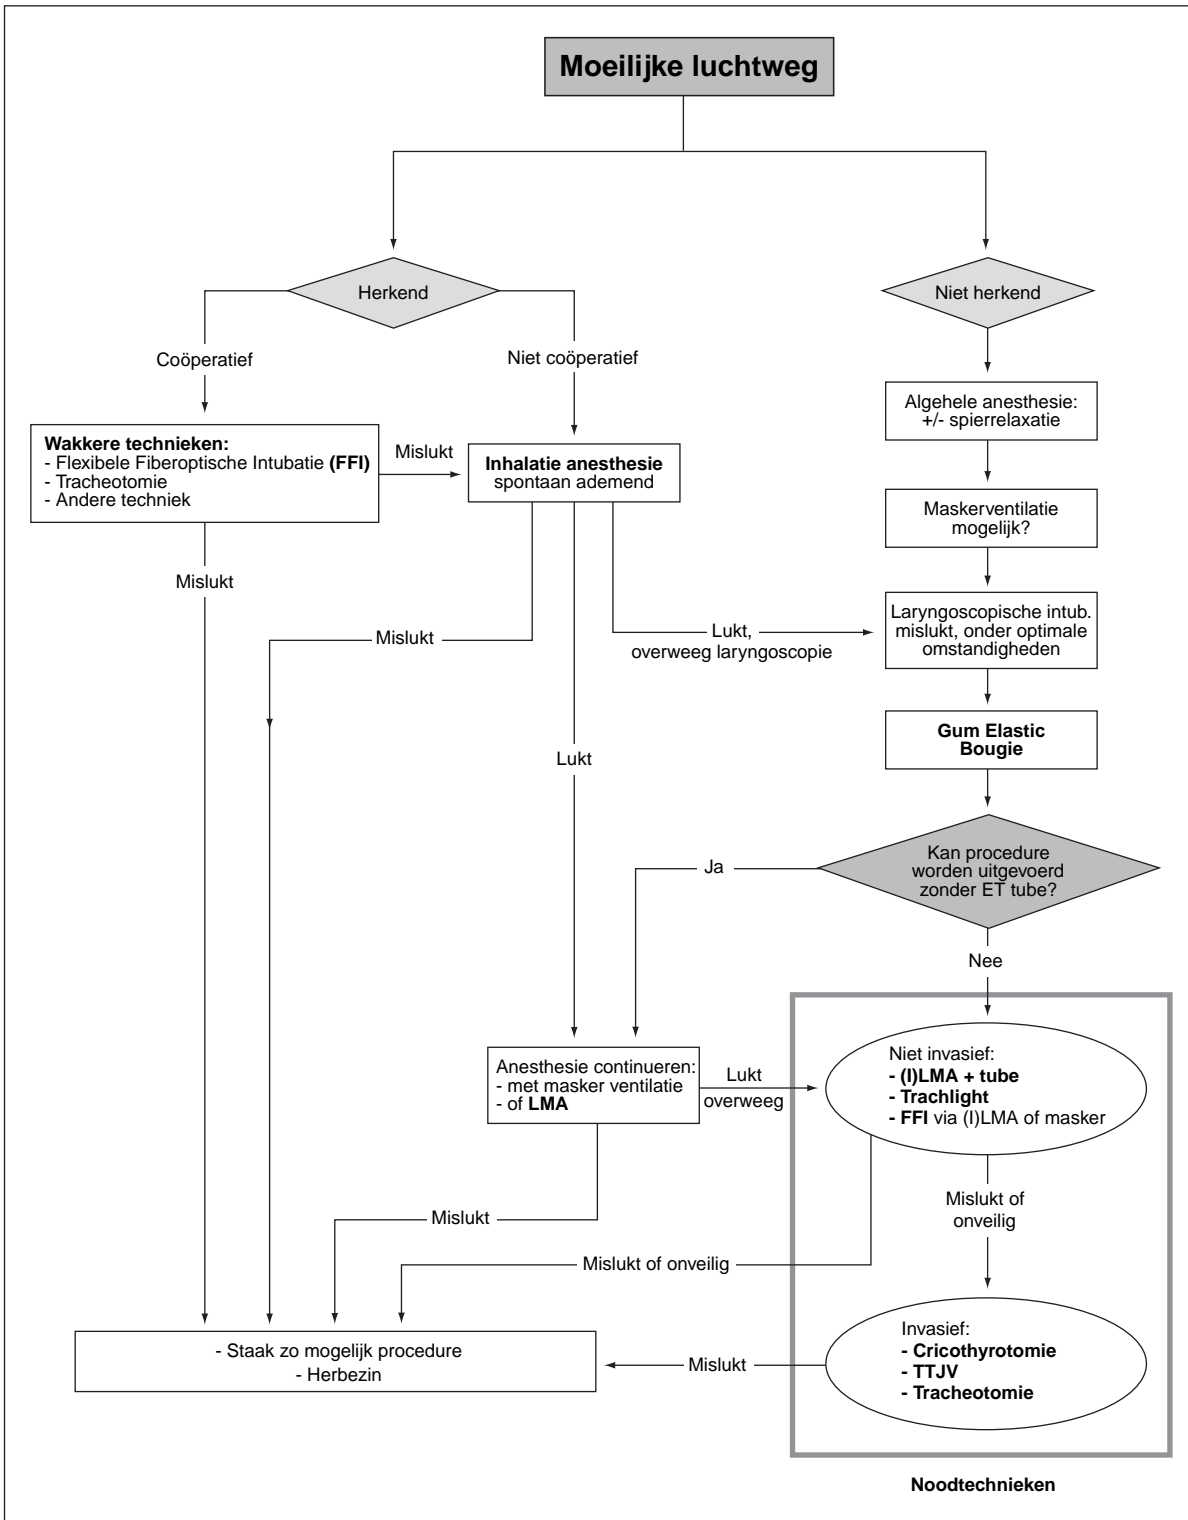 Moeilijke luchtweg
Herkend
Niet herkend
Coöperatief
Niet coöperatief
Wakkere technieken:
- Flexibele Fiberoptische Intubatie (FFI)
- Tracheotomie
- Andere techniek
Mislukt
Inhalatie anesthesie
spontaan ademend
Algehele anesthesie:
+/- spierrelaxatie
Maskerventilatie
mogelijk?
Mislukt
Mislukt
Lukt,
overweeg laryngoscopie
Laryngoscopische intub.
mislukt, onder optimale
omstandigheden
Gum Elastic
Bougie
Lukt
Kan procedure
worden uitgevoerd
zonder ET tube?
Ja
Nee
Anesthesie continueren:
- met masker ventilatie
- of LMA
Lukt
overweeg
Niet invasief:
- (I)LMA + tube
- Trachlight
- FFI via (I)LMA of masker
Mislukt
Mislukt of onveilig
Mislukt of
onveilig
- Staak zo mogelijk procedure
- Herbezin
Mislukt
Invasief:
- Cricothyrotomie
- TTJV
- Tracheotomie
Noodtechnieken